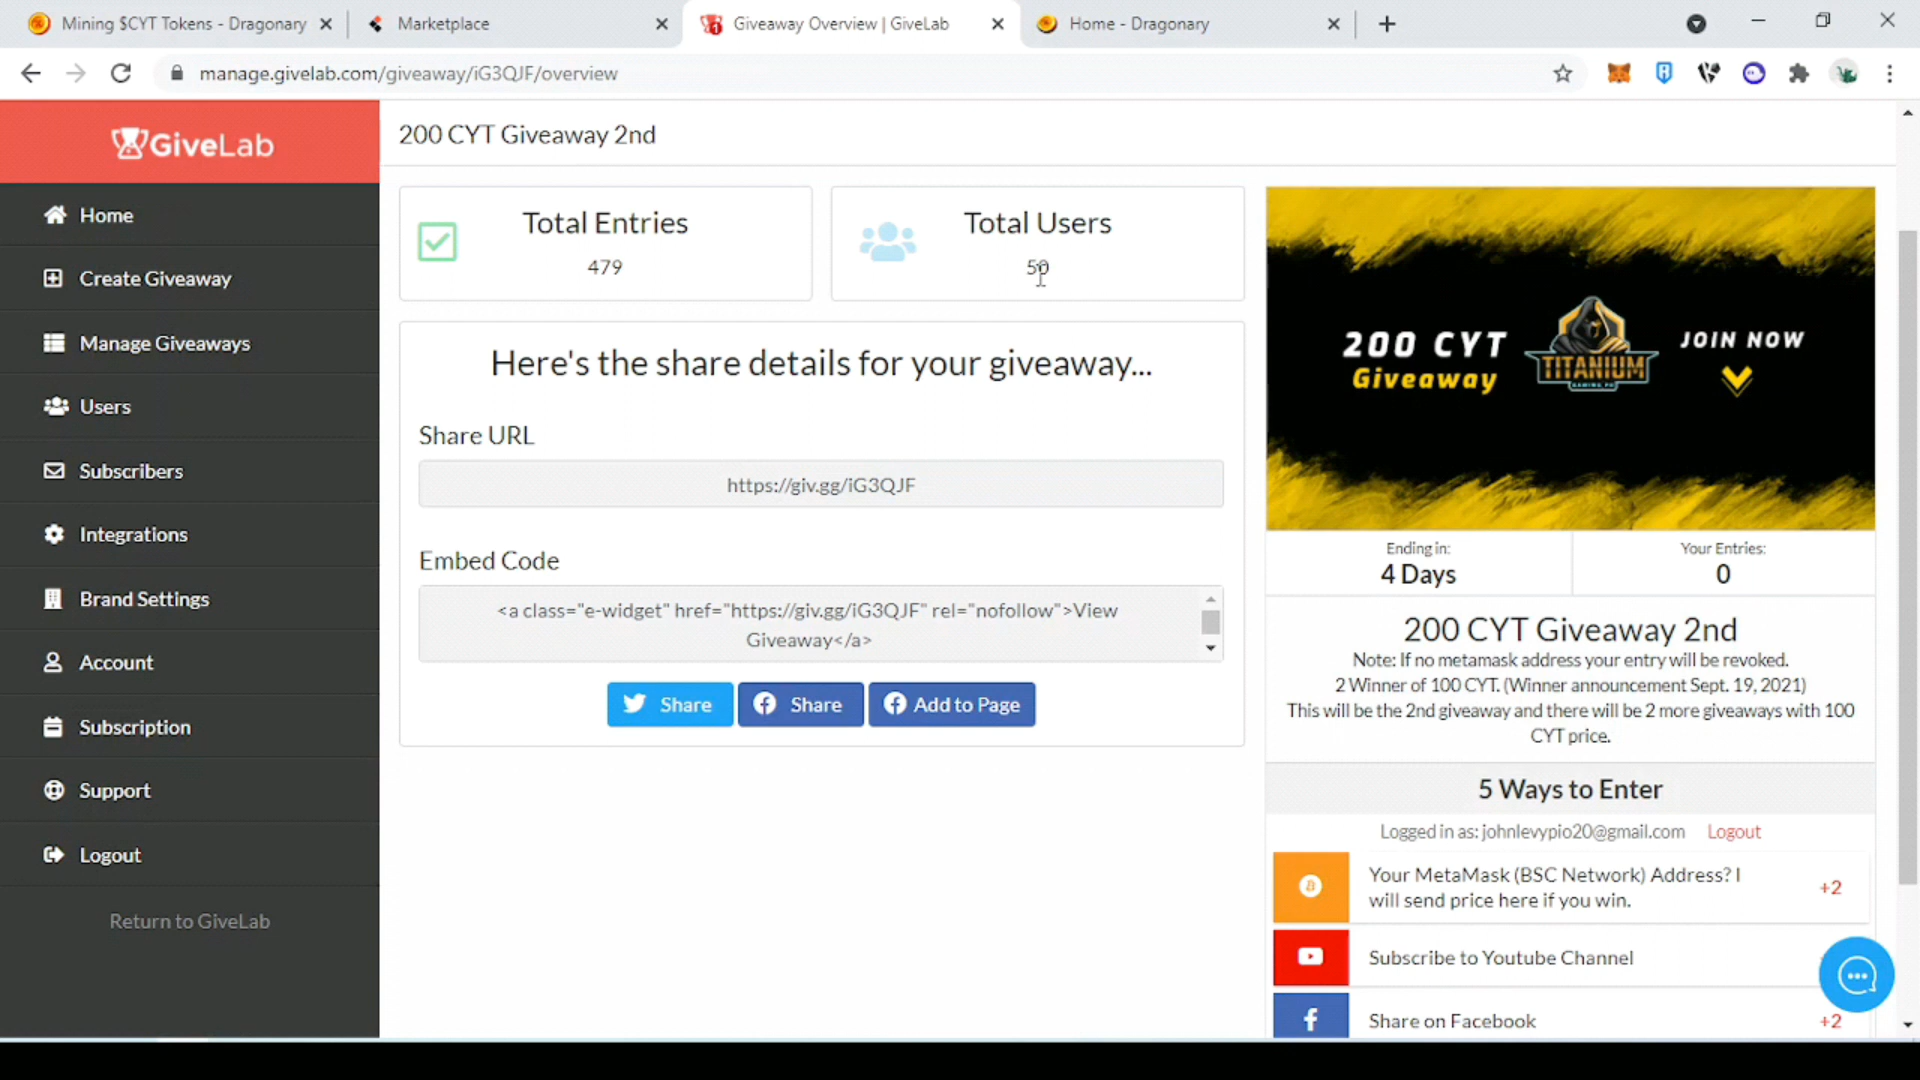 Mining $CYT Tokens - Dragonary
Marketplace
Giveaway Overview | GiveLab
Home - Dragonary
manage.givelab.com/giveaway/iG3QJF/overview
GiveLab
Home
Create Giveaway
Manage Giveaways
Users
Subscribers
Integrations
Brand Settings
Account
Subscription
Support
Logout
Return to GiveLab
200 CYT Giveaway 2nd
Total Entries
479
Total Users
50
Here's the share details for your giveaway...
Share URL
https://giv.gg/iG3QJF
Embed Code
<a class="e-widget" href="https://giv.gg/iG3QJF" rel="nofollow">View
Giveaway</a>
Share
Share
Add to Page
200 CYT
Giveaway
TITANIUM
GAMING PH
JOIN NOW
Ending in:
4 Days
Your Entries:
0
200 CYT Giveaway 2nd
Note: If no metamask address your entry will be revoked.
2 Winner of 100 CYT. (Winner announcement Sept. 19, 2021)
This will be the 2nd giveaway and there will be 2 more giveaways with 100
CYT price.
5 Ways to Enter
Logged in as: johnlevypio20@gmail.com Logout
Your MetaMask (BSC Network) Address? I
will send price here if you win.
+2
Subscribe to Youtube Channel
Share on Facebook
+2